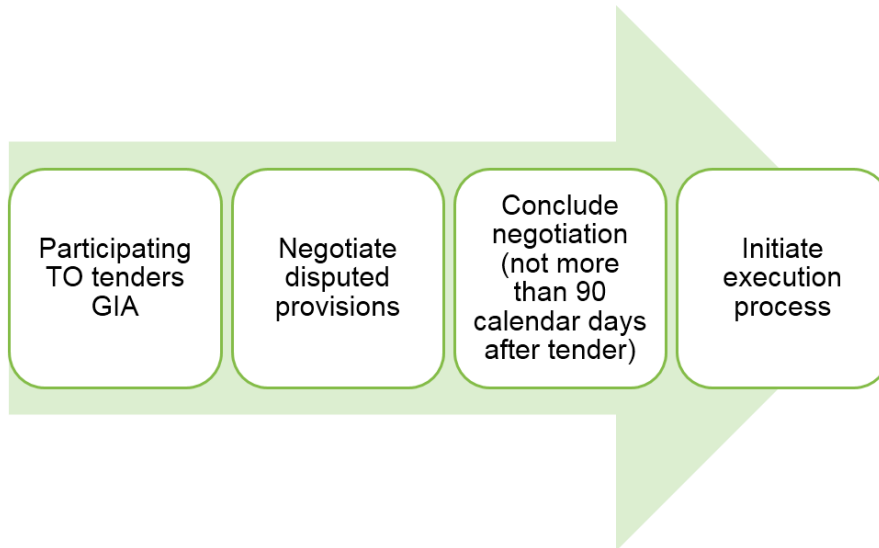 Participating
TO tenders
GIA
Negotiate
disputed
provisions
Conclude
negotiation
(not more
than 90
calendar days
after tender)
Initiate
execution
process